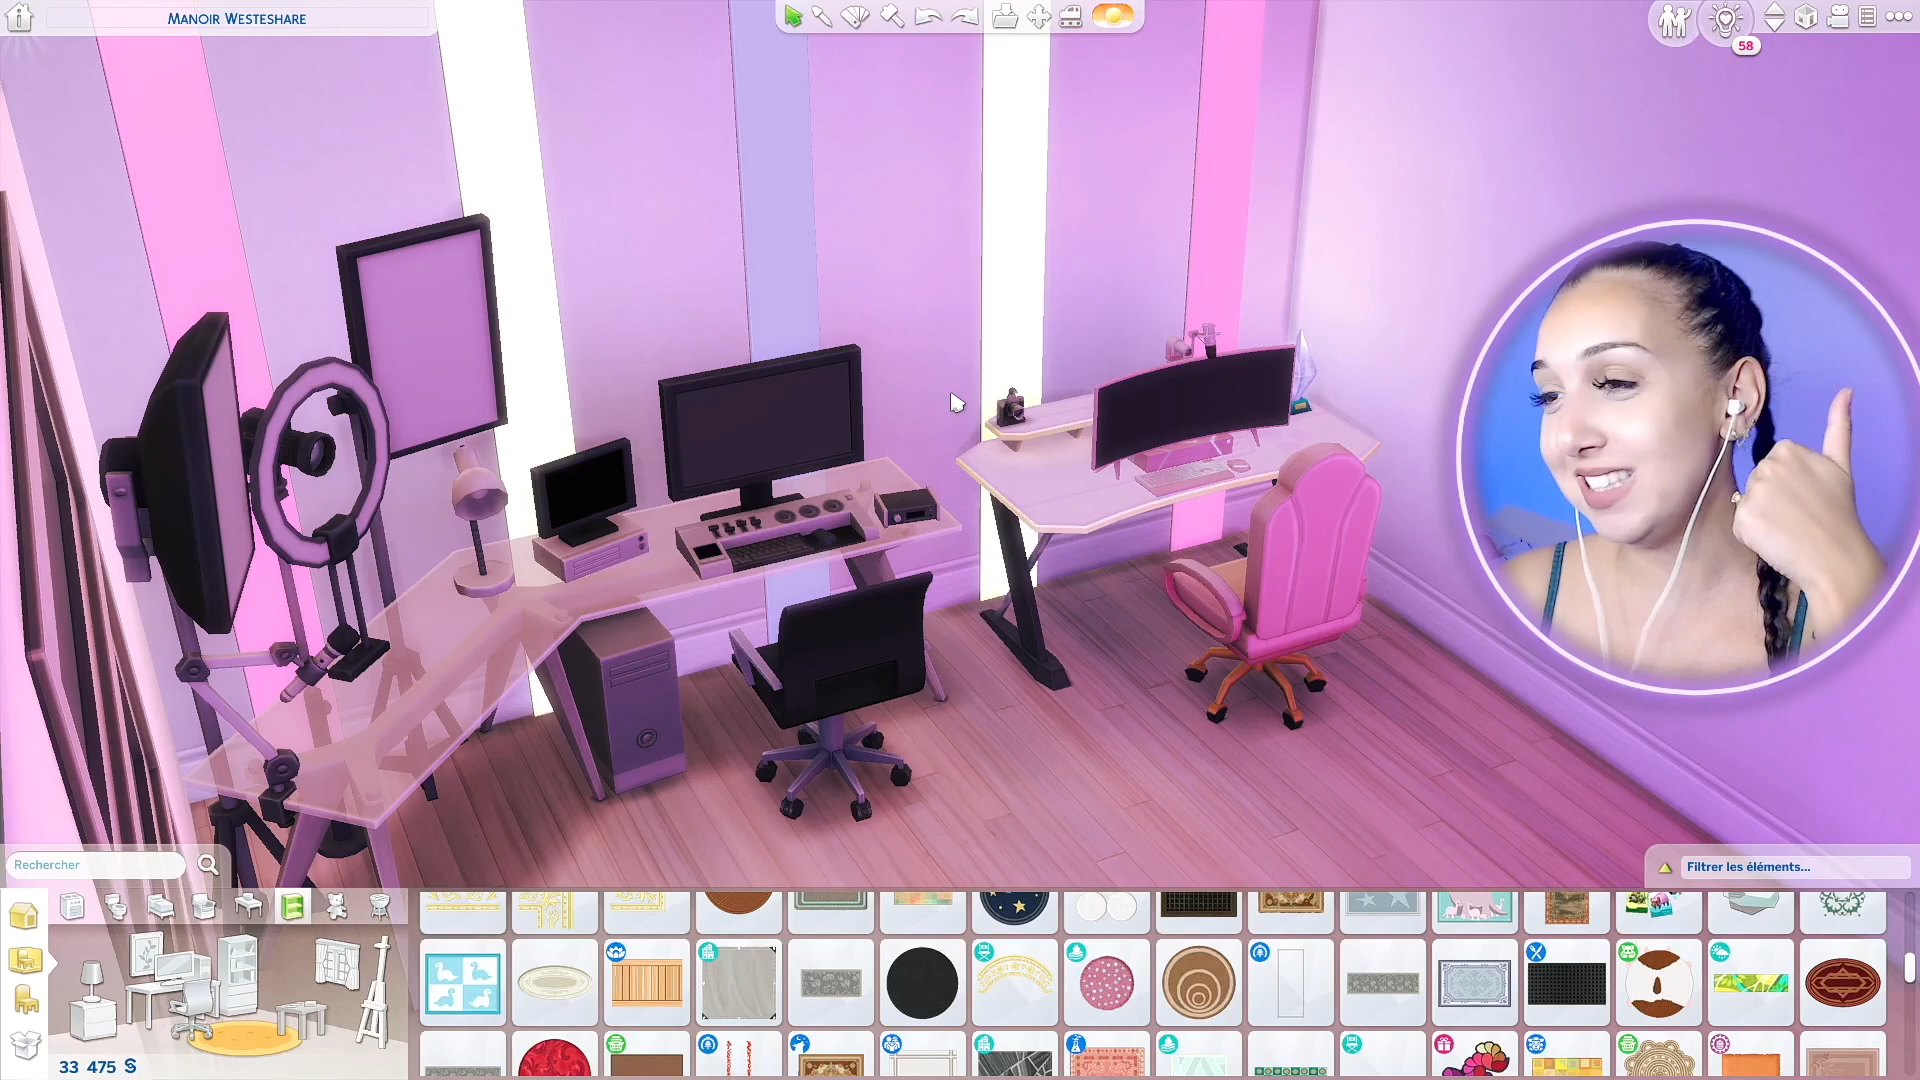 Manoir Westeshare
58
Rechercher
Filtrer les éléments...
33 475 §